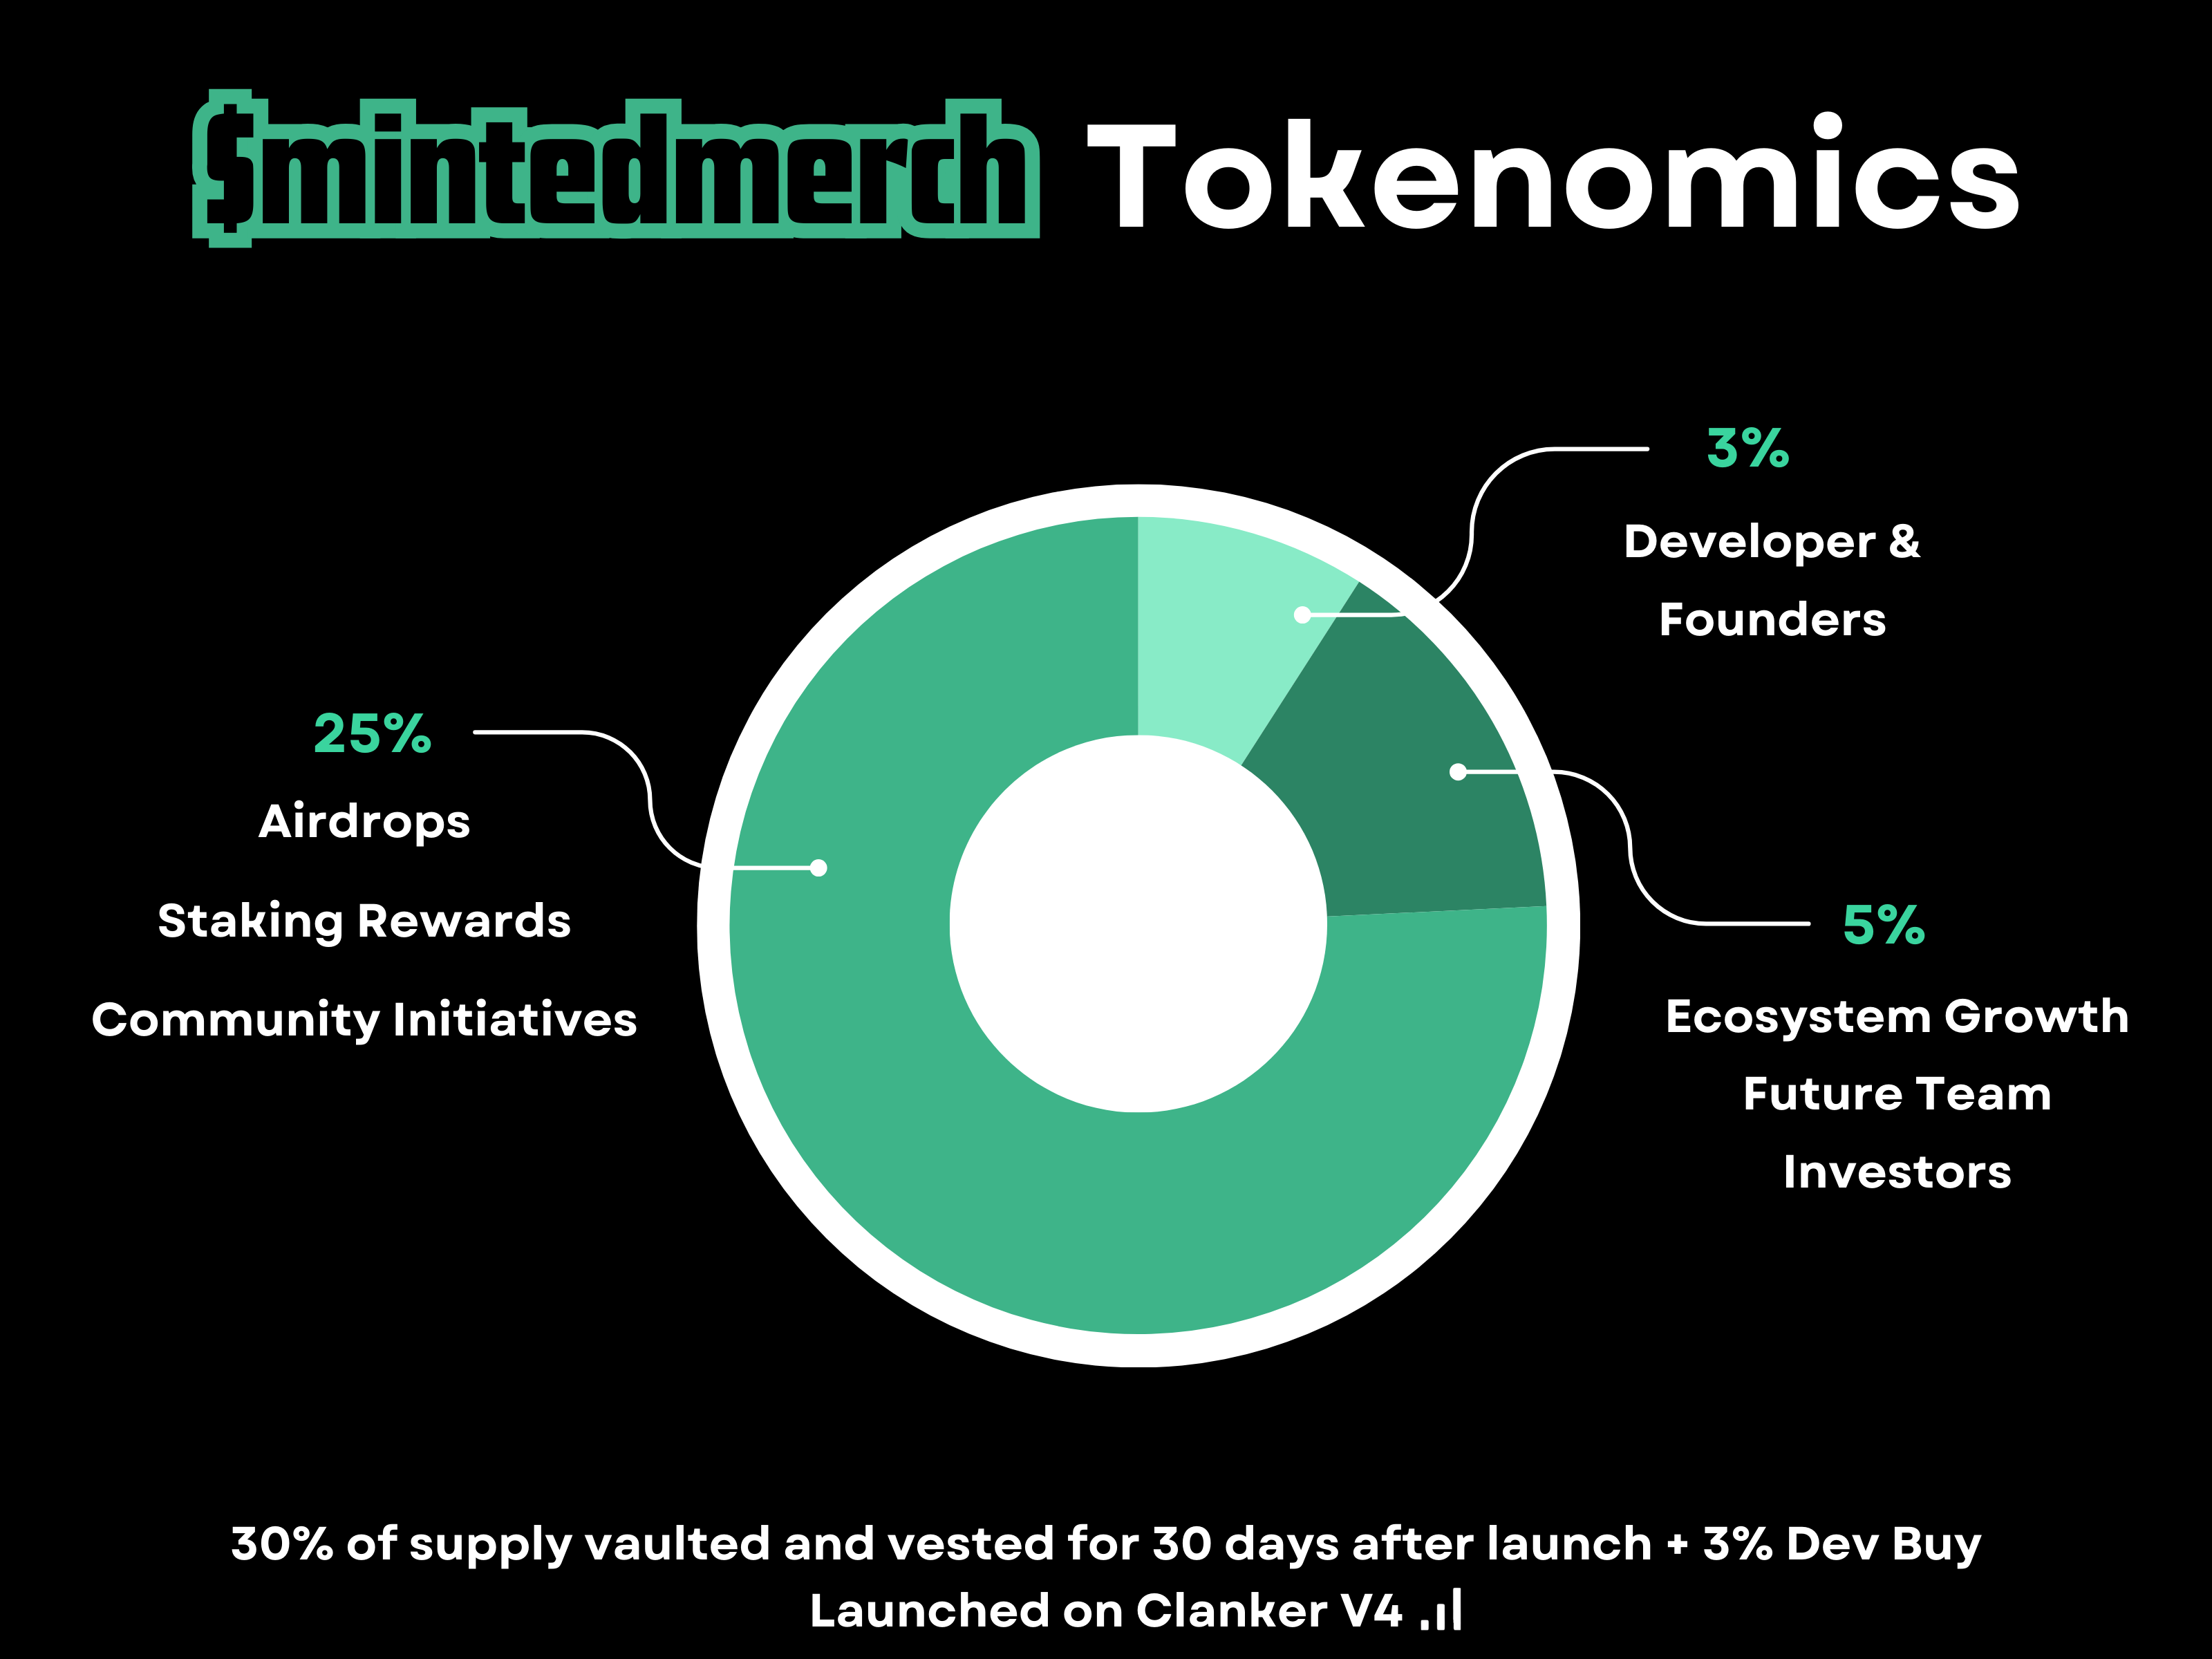 $mintedmerch Tokenomics
3%
Developer &
Founders
25%
Airdrops
Staking Rewards
Community Initiatives
5%
Ecosystem Growth
Future Team
Investors
30% of supply vaulted and vested for 30 days after launch + 3% Dev Buy
Launched on Clanker V4